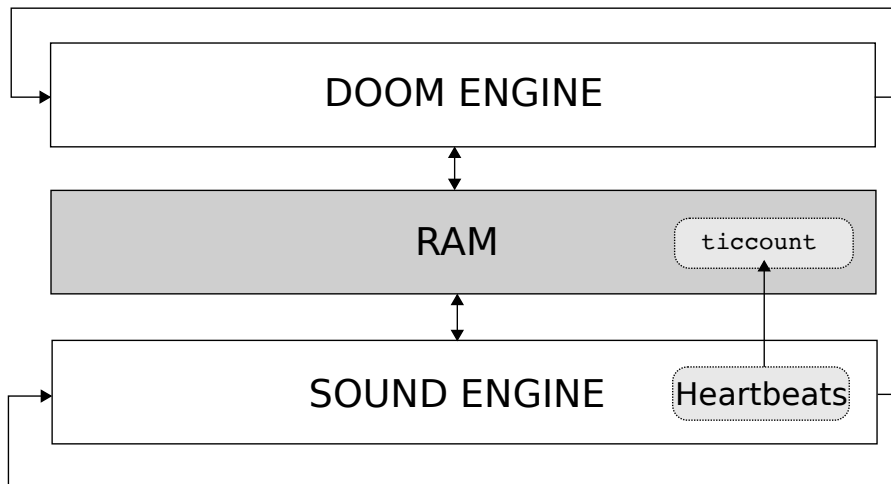 DOOM ENGINE
RAM
ticcount
SOUND ENGINE
Heartbeats